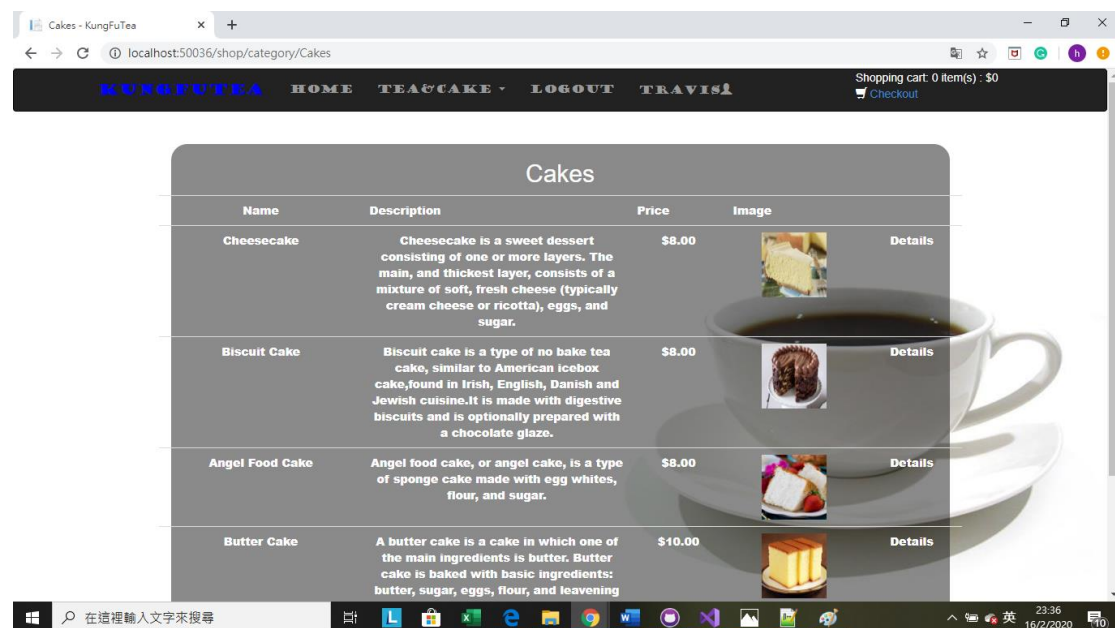 Cakes - KungFuTea
localhost:50036/shop/category/Cakes
h
KUNGFUTEA HOME TEA&CAKE LOGOUT TRAVIS1
Shopping cart: 0 item(s) : $0
Checkout
Cakes
Name Description Price Image
Cheesecake
Cheesecake is a sweet dessert
consisting of one or more layers. The
main, and thickest layer, consists of a
mixture of soft, fresh cheese (typically
cream cheese or ricotta), eggs, and
sugar.
$8.00
Details
Biscuit Cake
Biscuit cake is a type of no bake tea
cake, similar to American icebox
cake,found in Irish, English, Danish and
Jewish cuisine.It is made with digestive
biscuits and is optionally prepared with
a chocolate glaze.
$8.00
Details
Angel Food Cake
Angel food cake, or angel cake, is a type
of sponge cake made with egg whites,
flour, and sugar.
$8.00
Details
Butter Cake
A butter cake is a cake in which one of
the main ingredients is butter. Butter
cake is baked with basic ingredients:
butter, sugar, eggs, flour, and leavening
$10.00
Details
在這裡輸入文字來搜尋
L
英
23:36
16/2/2020
10